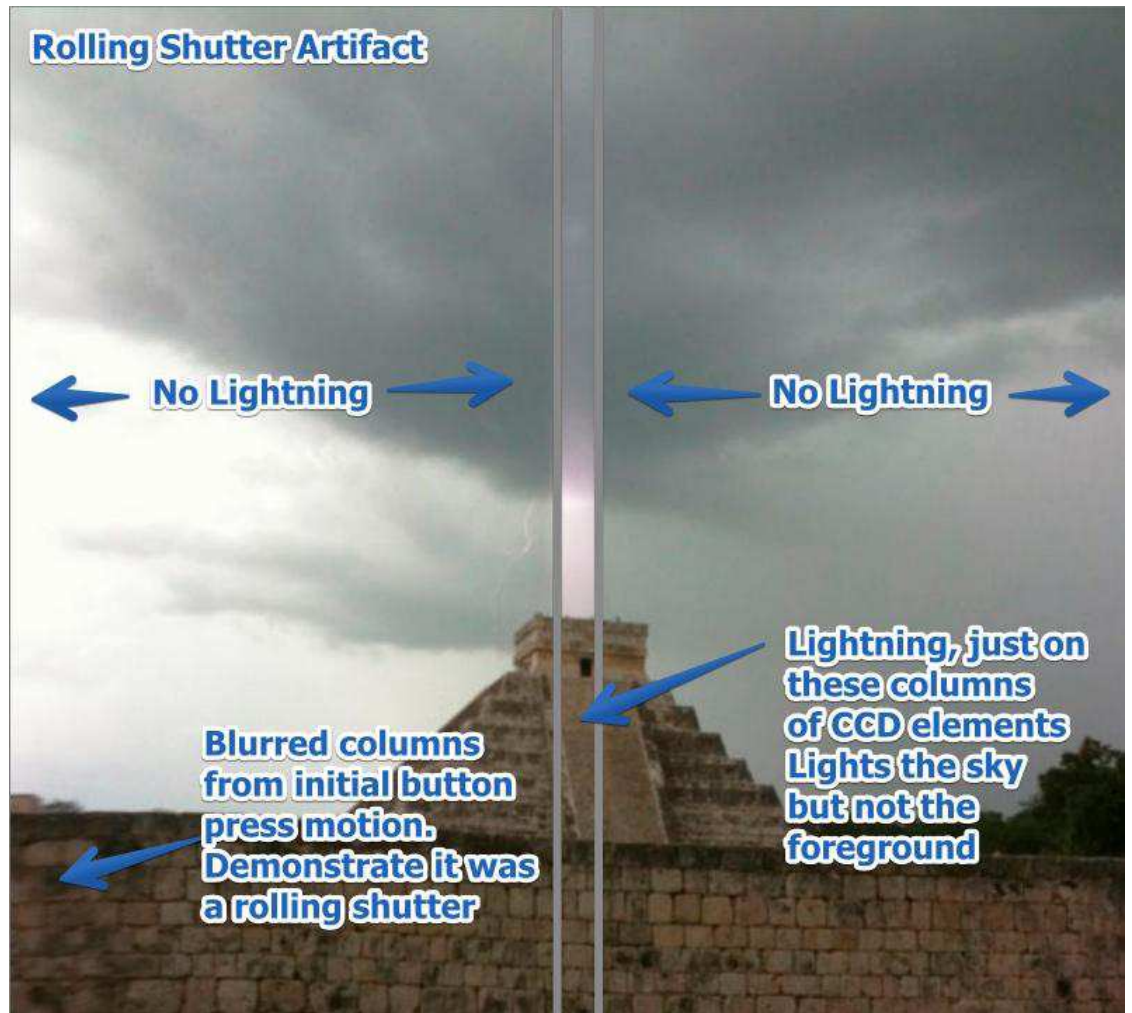 Rolling Shutter Artifact
No Lightning
No Lightning
Lightning, just on
these columns
of CCD elements
Lights the sky
but not the
foreground
Blurred columns
from initial button
press motion.
Demonstrate it was
a rolling shutter